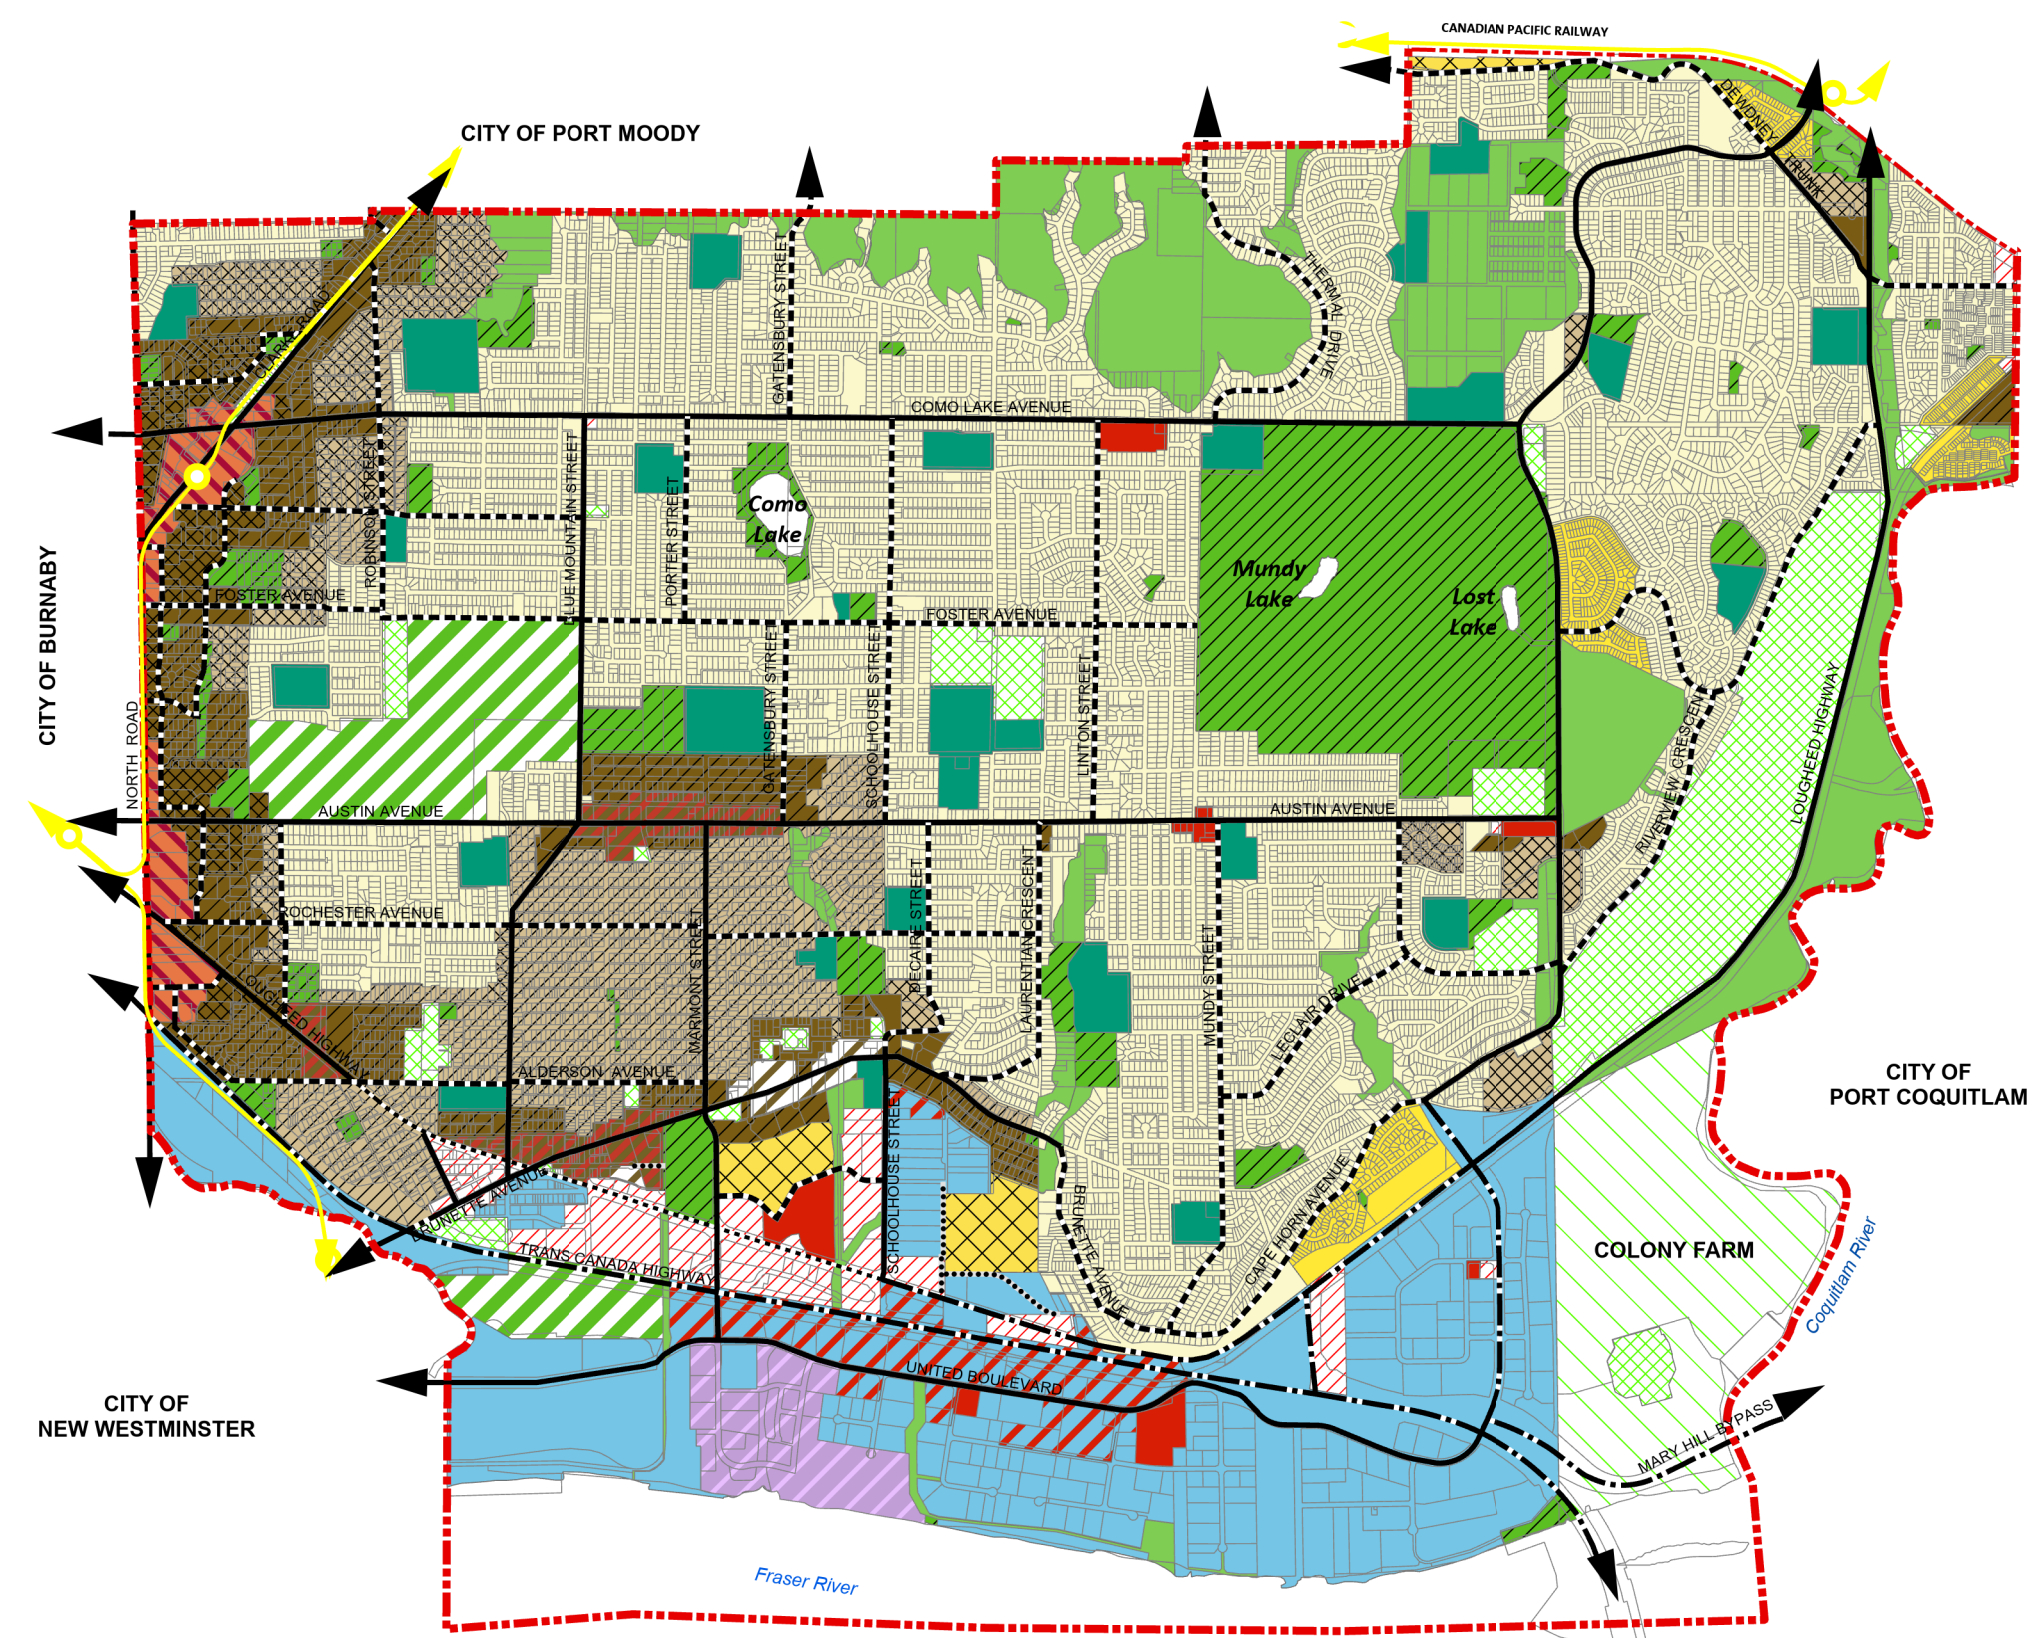 CANADIAN PACIFIC RAILWAY
CITY OF PORT MOODY
DEWDNEY TRUNK
CLARKE ROAD
GATENSBURY STREET
THERMAL DRIVE
COMO LAKE AVENUE
ROBINSON STREET
BLUE MOUNTAIN STREET
PORTER STREET
Como
Lake
Mundy
Lake
Lost
Lake
CITY OF BURNABY
FOSTER AVENUE
FOSTER AVENUE
GATENSBURY STREET
SCHOOLHOUSE STREET
LINTON STREET
NORTH ROAD
RIVERVIEW CRESCENT
LOUGHEED HIGHWAY
AUSTIN AVENUE
AUSTIN AVENUE
ROCHESTER AVENUE
MARMONT STREET
DECAIRE STREET
LAURENTIAN CRESCENT
MUNDY STREET
LECLAIR DRIVE
LOUGHEED HIGHWAY
ALDERSON AVENUE
CITY OF
PORT COQUITLAM
SCHOOLHOUSE STREET
BRUNETTE AVENUE
BRUNETTE AVENUE
CAPE HORN AVENUE
TRANS CANADA HIGHWAY
COLONY FARM
Coquitlam River
UNITED BOULEVARD
CITY OF
NEW WESTMINSTER
MARY HILL BYPASS
Fraser River